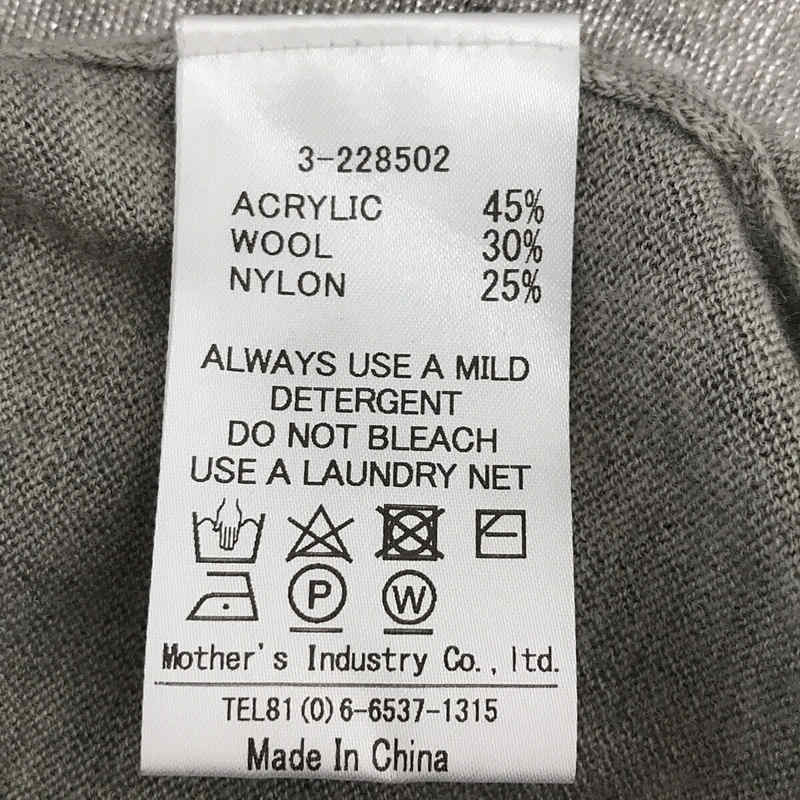 3-228502
ACRYLIC 45%
WOOL 30%
NYLON 25%
ALWAYS USE A MILD
DETERGENT
DO NOT BLEACH
USE A LAUNDRY NET
P W
Mother's Industry Co., ltd.
TEL81(0)6-6537-1315
Made In China